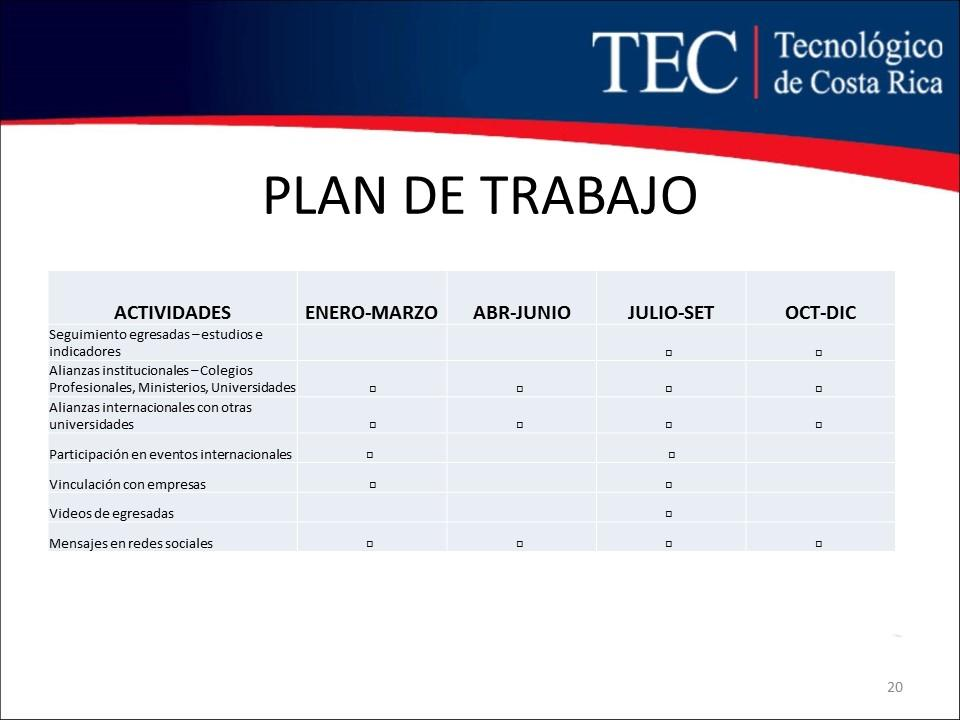 TEC | Tecnológico
de Costa Rica
PLAN DE TRABAJO
ACTIVIDADES ENERO-MARZO ABR-JUNIO JULIO-SET OCT-DIC
Seguimiento egresadas – estudios e
indicadores ▫ ▫
Alianzas institucionales – Colegios
Profesionales, Ministerios, Universidades ▫ ▫ ▫ ▫
Alianzas internacionales con otras
universidades ▫ ▫ ▫ ▫
Participación en eventos internacionales ▫ ▫
Vinculación con empresas ▫ ▫
Videos de egresadas ▫
Mensajes en redes sociales ▫ ▫ ▫ ▫
20